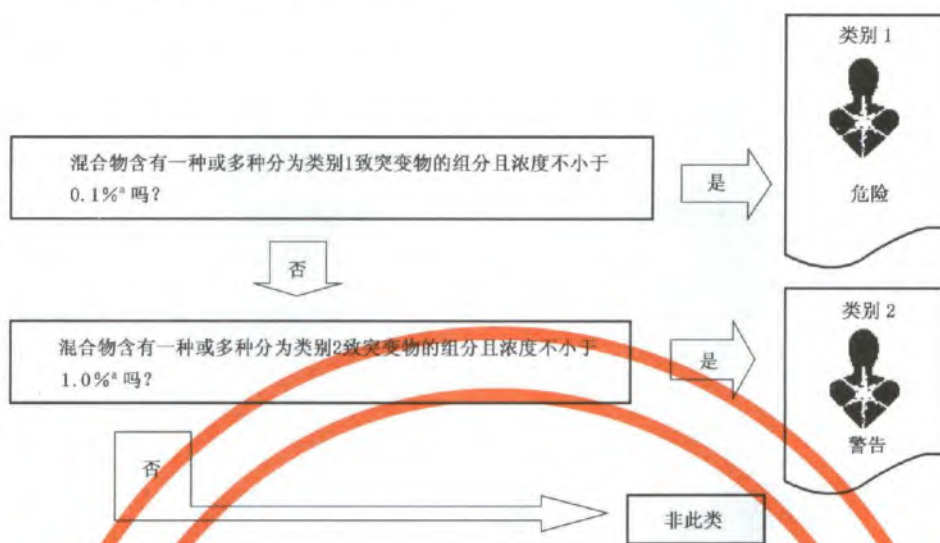 类别 1
混合物含有一种或多种分为类别1致突变物的组分且浓度不小于
0.1%ᵃ 吗?
是
危险
否
类别 2
混合物含有一种或多种分为类别2致突变物的组分且浓度不小于
1.0%ᵃ 吗?
是
警告
否
非此类